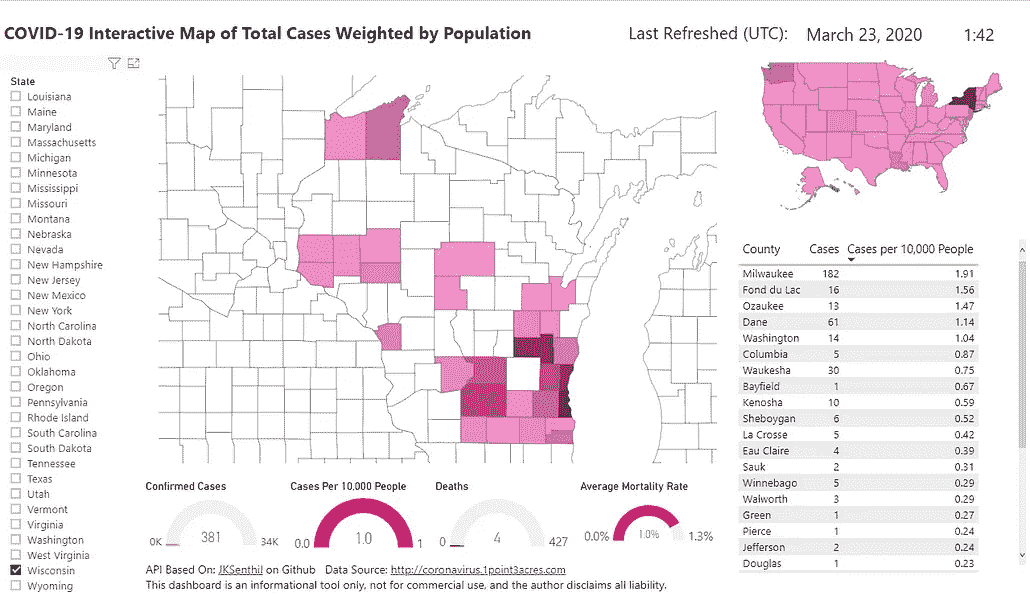 COVID-19 Interactive Map of Total Cases Weighted by Population
Last Refreshed (UTC): March 23, 2020 1:42
State
Louisiana
Maine
Maryland
Massachusetts
Michigan
Minnesota
Mississippi
Missouri
Montana
Nebraska
Nevada
New Hampshire
New Jersey
New Mexico
New York
North Carolina
North Dakota
Ohio
Oklahoma
Oregon
Pennsylvania
Rhode Island
South Carolina
South Dakota
Tennessee
Texas
Utah
Vermont
Virginia
Washington
West Virginia
Wisconsin
Wyoming
County Cases Cases per 10,000 People
Milwaukee 182 1.91
Fond du Lac 16 1.56
Ozaukee 13 1.47
Dane 61 1.14
Washington 14 1.04
Columbia 5 0.87
Waukesha 30 0.75
Bayfield 1 0.67
Kenosha 10 0.59
Sheboygan 6 0.52
La Crosse 5 0.42
Eau Claire 4 0.39
Sauk 2 0.31
Winnebago 5 0.29
Walworth 3 0.29
Green 1 0.27
Pierce 1 0.24
Jefferson 2 0.24
Douglas 1 0.23
Confirmed Cases
0K 381 34K
Cases Per 10,000 People
0.0 1.0 1
Deaths
0 4 427
Average Mortality Rate
0.0% 1.0% 1.3%
API Based On: JKSenthil on Github Data Source: http://coronavirus.1point3acres.com
This dashboard is an informational tool only, not for commercial use, and the author disclaims all liability.